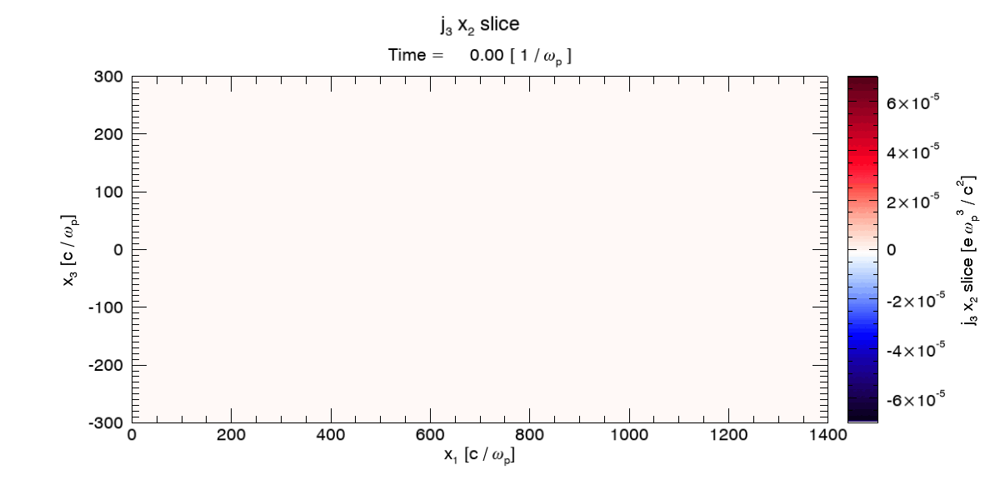 j₃ x₂ slice
Time = 0.00 [ 1 / ωₚ ]
300
200
100
0
-100
-200
-300
x₃ [c / ωₚ]
0 200 400 600 800 1000 1200 1400
x₁ [c / ωₚ]
6×10⁻⁵
4×10⁻⁵
2×10⁻⁵
0
-2×10⁻⁵
-4×10⁻⁵
-6×10⁻⁵
j₃ x₂ slice [e ωₚ³ / c²]